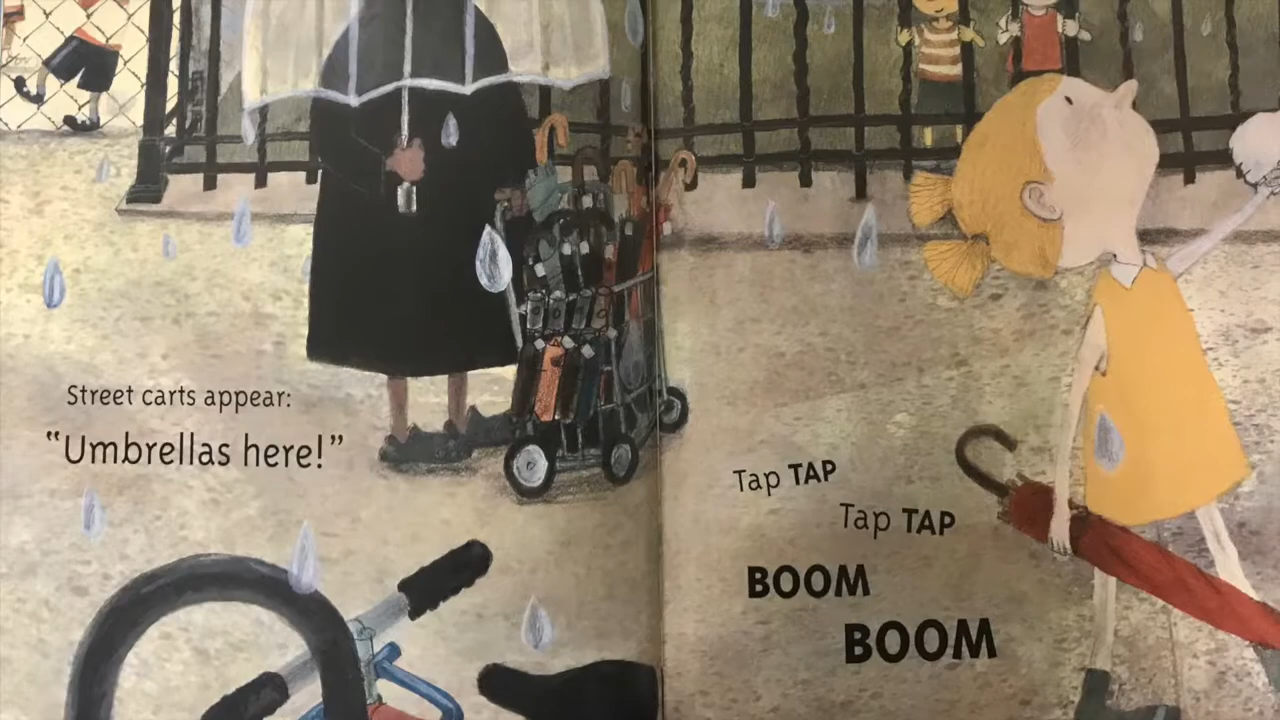 Street carts appear:
“Umbrellas here!”
Tap TAP
Tap TAP
BOOM
BOOM